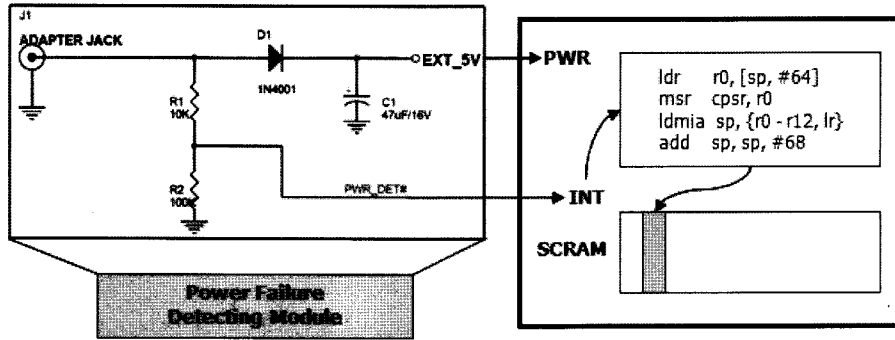 J1
ADAPTER JACK
D1
1N4001
EXT_5V
R1
10K
C1
47uF/16V
R2
100K
PWR_DET#
Power Failure
Detecting Module
PWR
INT
SCRAM
ldr r0, [sp, #64]
msr cpsr, r0
ldmia sp, {r0 - r12, lr}
add sp, sp, #68